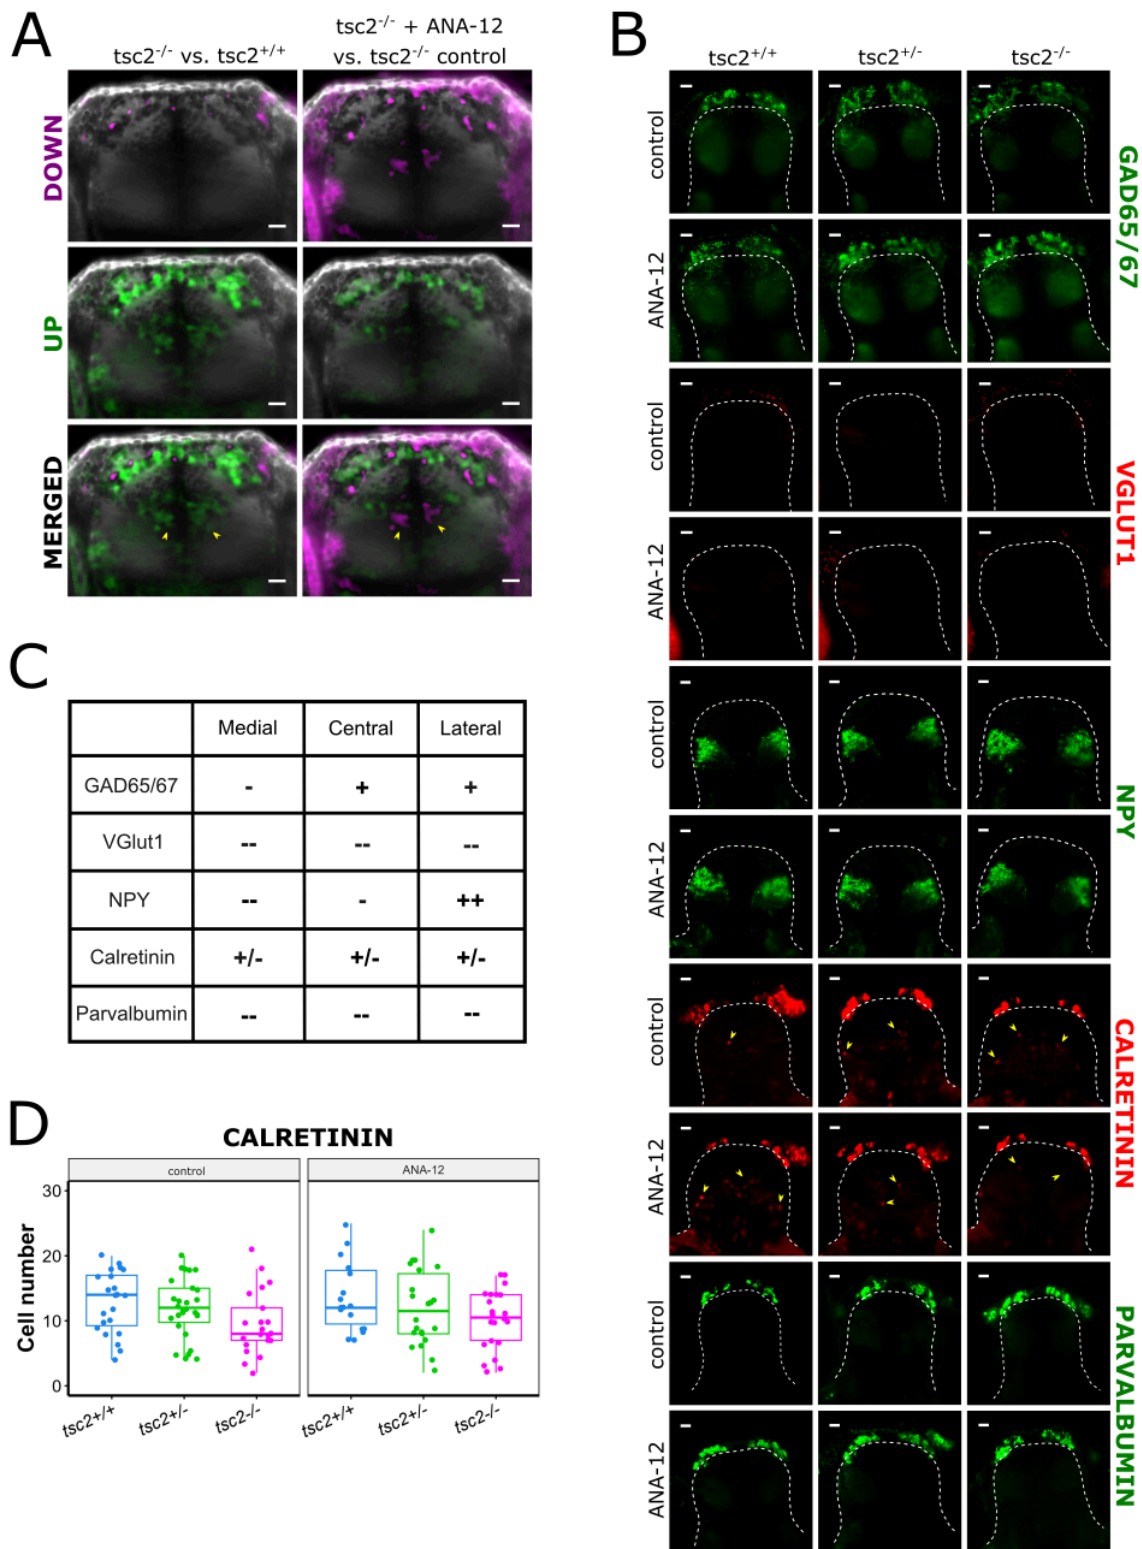 A
tsc2-/- vs. tsc2+/+
tsc2-/- + ANA-12
vs. tsc2-/- control
DOWN
UP
MERGED
B
tsc2+/+
tsc2+/-
tsc2-/-
control
ANA-12
GAD65/67
control
ANA-12
VGLUT1
control
ANA-12
NPY
control
ANA-12
CALRETININ
control
ANA-12
PARVALBUMIN
C
Medial Central Lateral
GAD65/67 - + +
VGlut1 -- -- --
NPY -- - ++
Calretinin +/- +/- +/-
Parvalbumin -- -- --
D
CALRETININ
control
ANA-12
Cell number
30
20
10
0
tsc2+/+
tsc2+/-
tsc2-/-
tsc2+/+
tsc2+/-
tsc2-/-